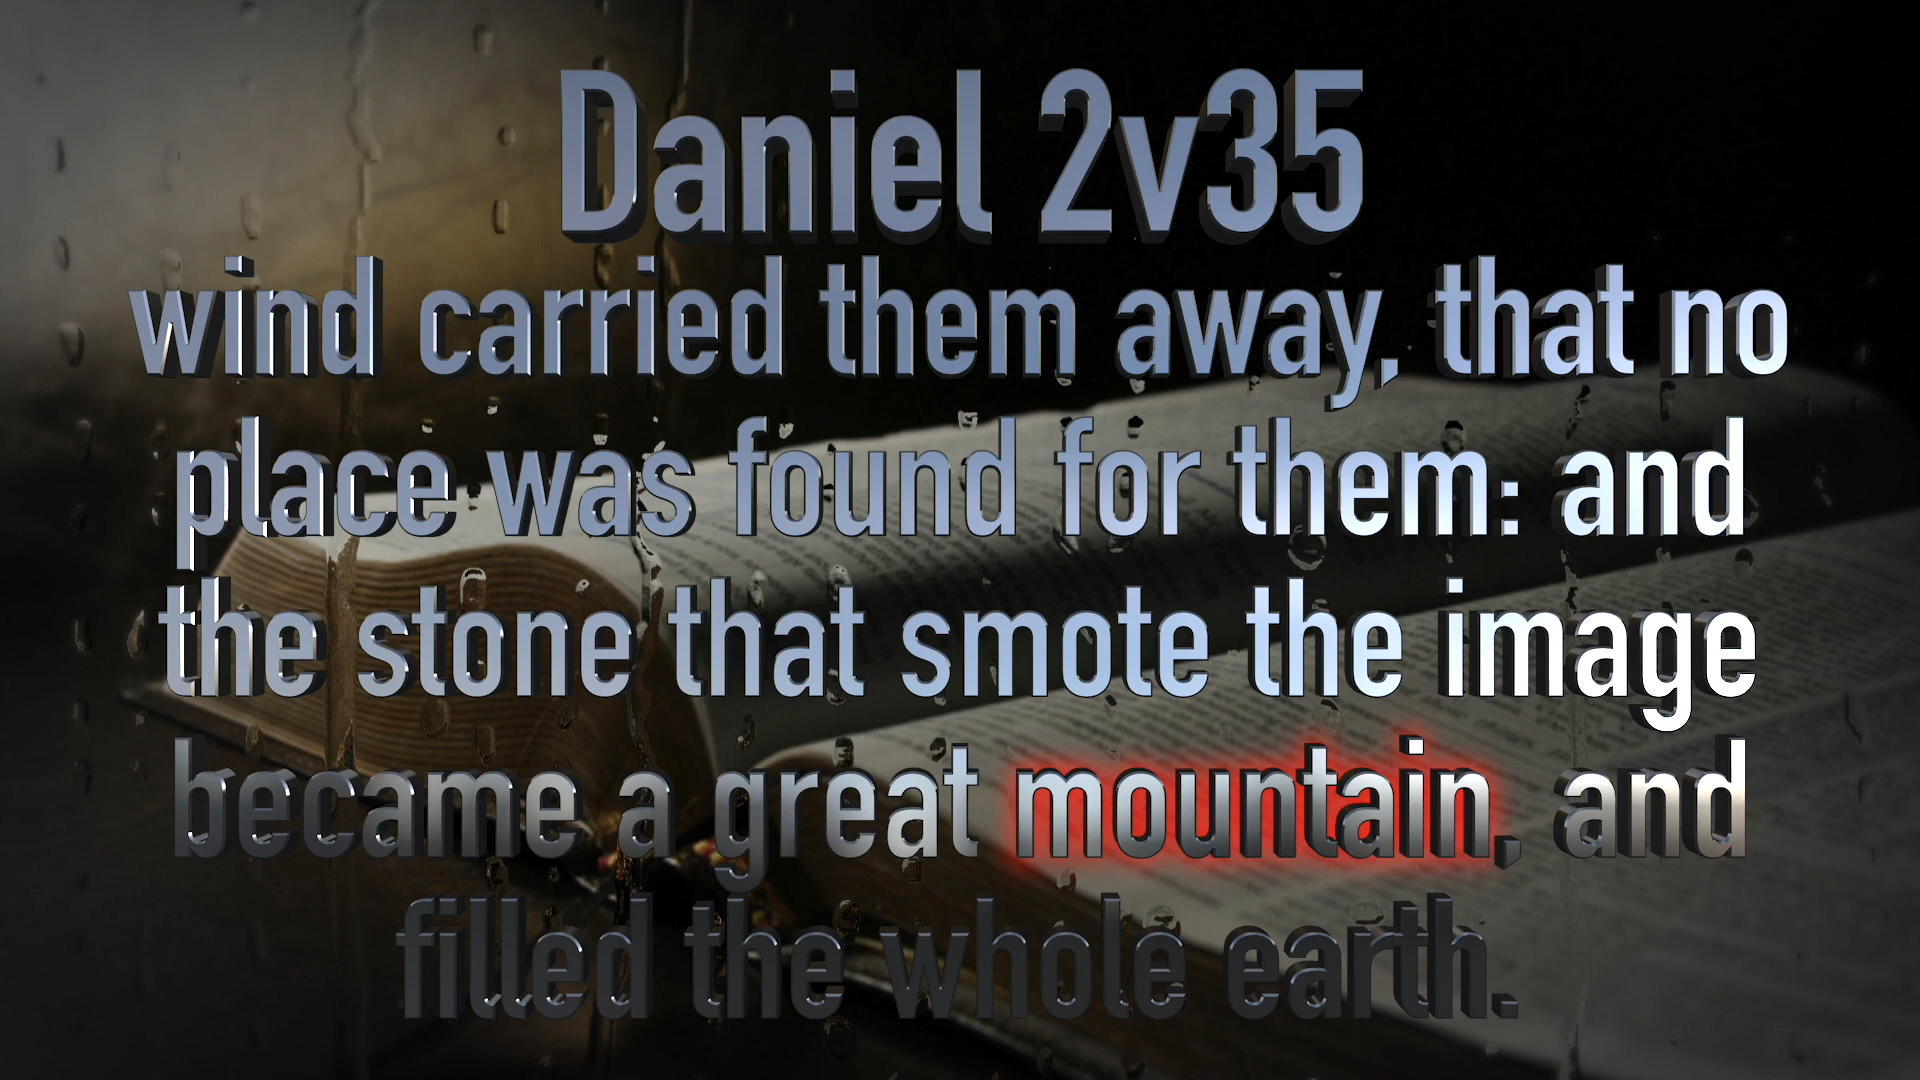 Daniel 2v35
wind carried them away, that no
place was found for them: and
the stone that smote the image
became a great mountain, and
filled the whole earth.